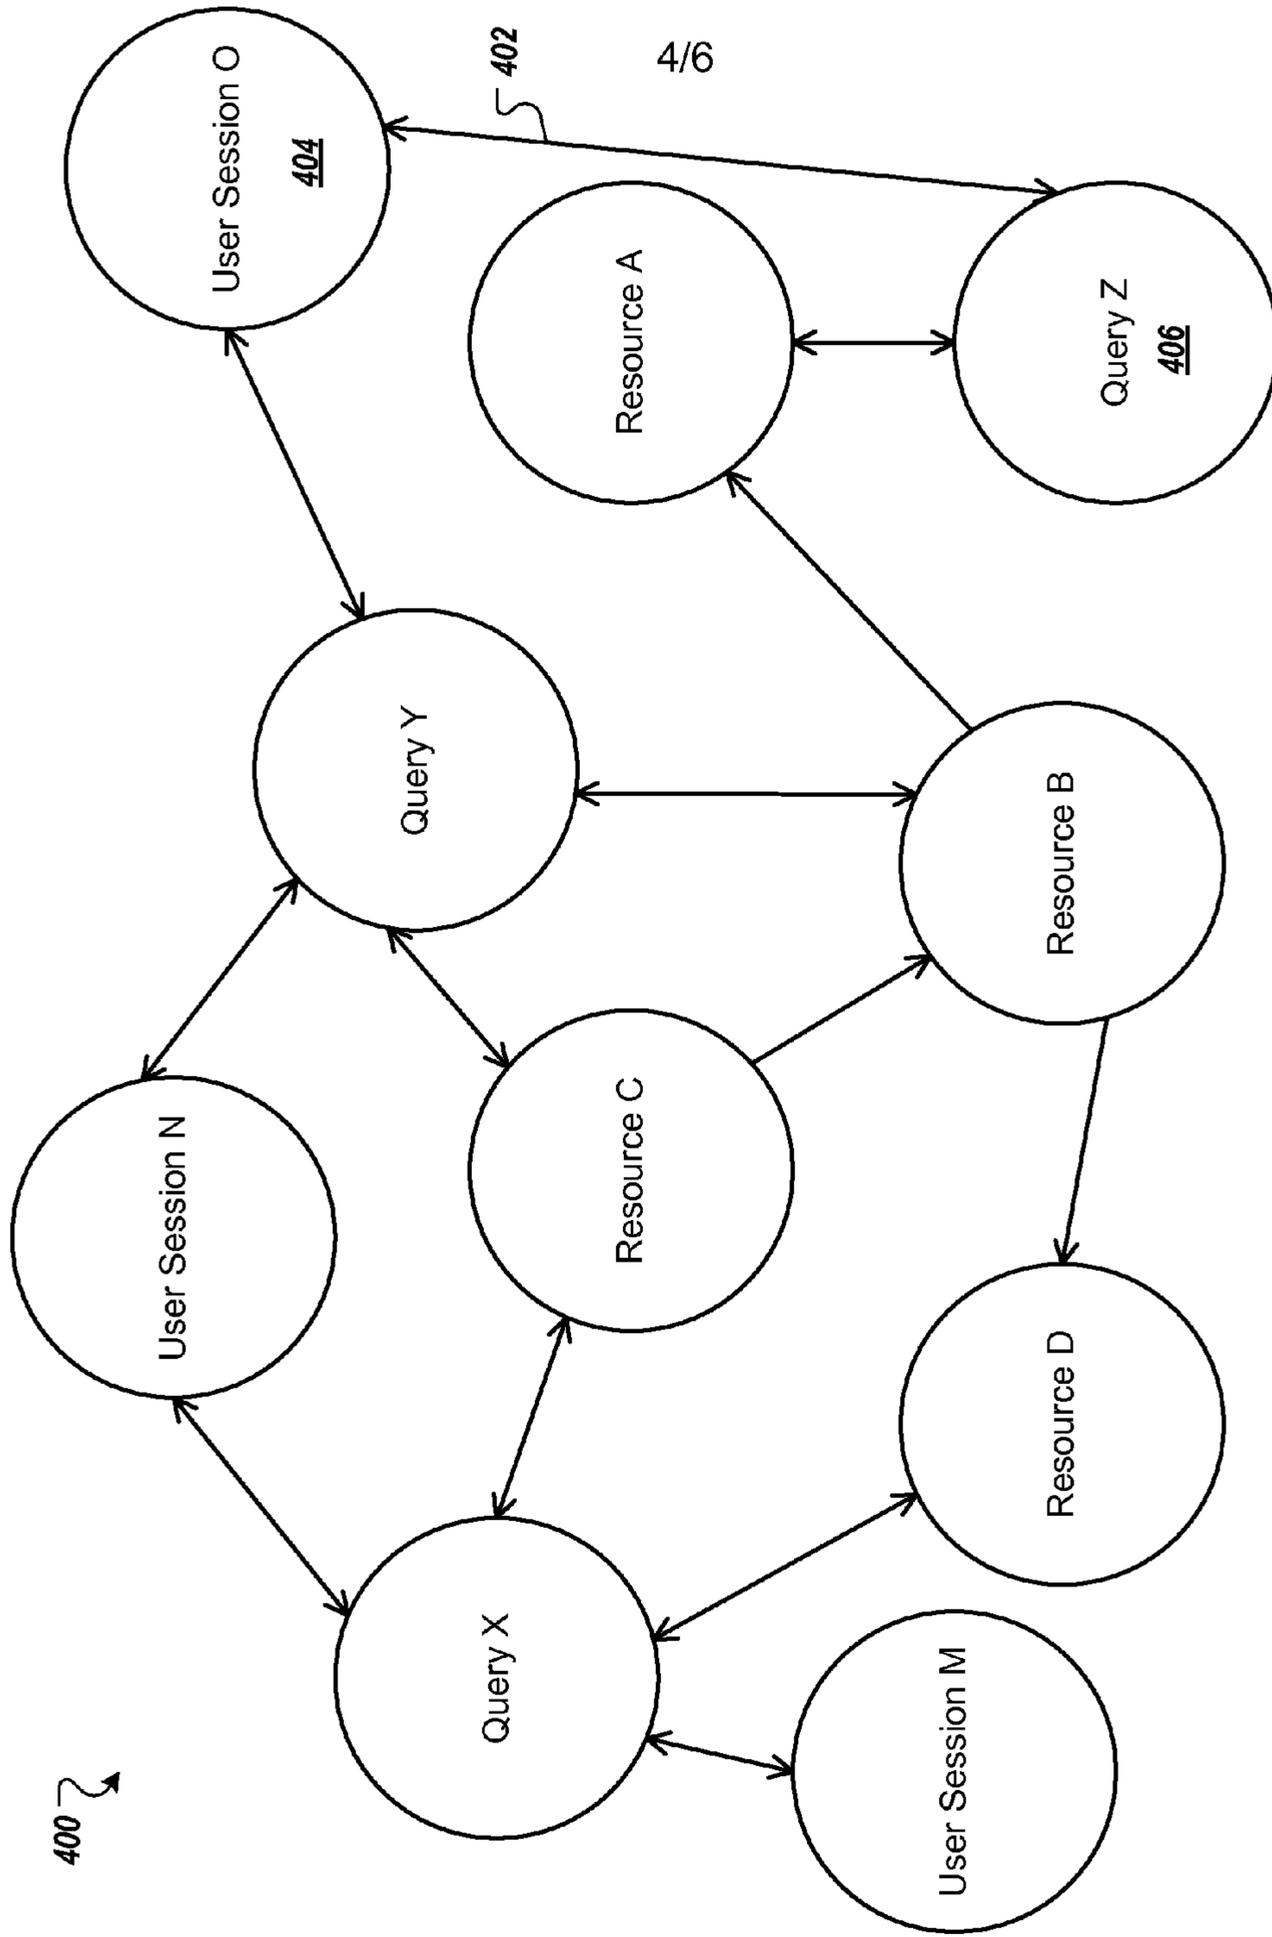 4/6
400
User Session N
Query Y
User Session O
404
402
Query X
Resource C
Resource A
User Session M
Resource D
Resource B
Query Z
406